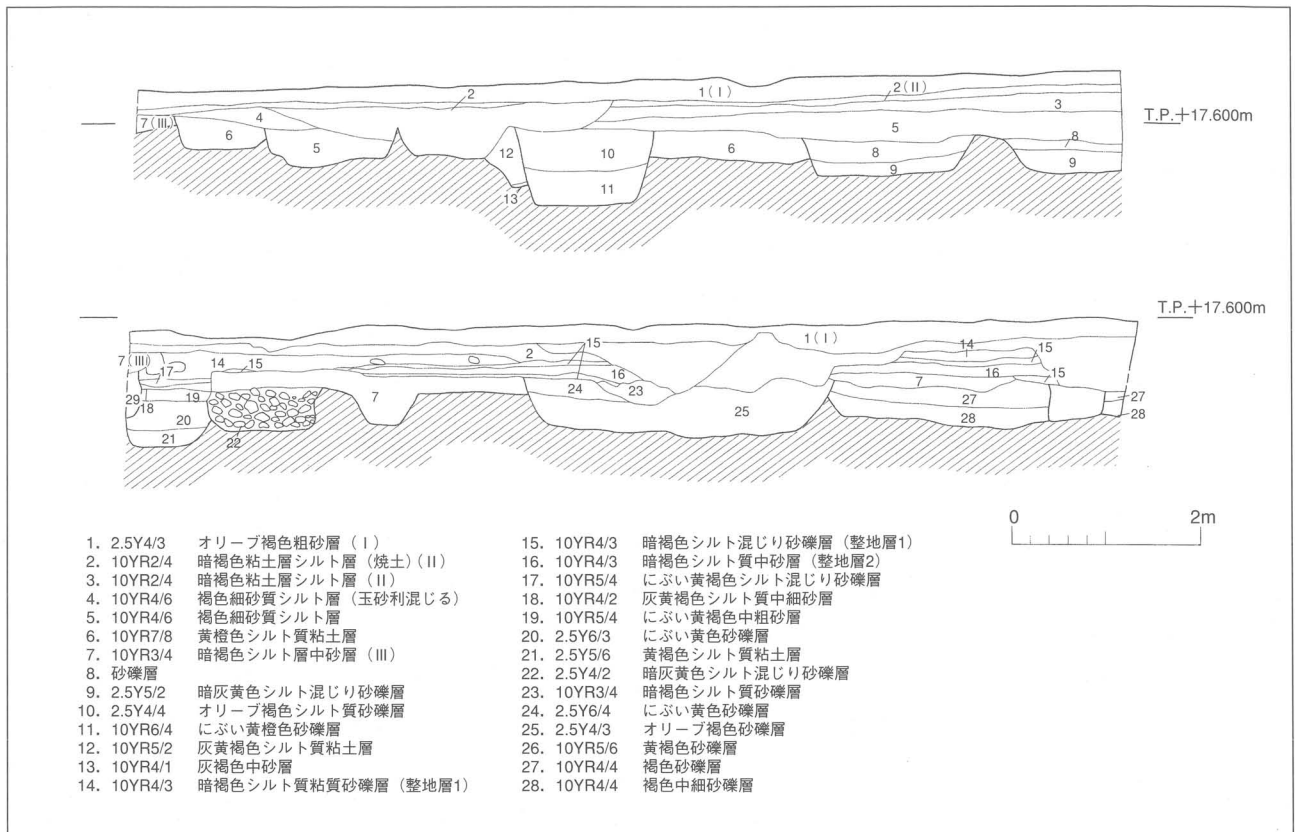 2
1(I)
2(II)
3
T.P.+17.600m
7(III)
4
5
8
6
12
10
6
8
5
9
9
11
13
T.P.+17.600m
1(I)
15
14
7(III)
14
15
2
15
17
16
16
15
24
23
7
29
19
18
7
27
27
25
20
28
28
21
22
0 2m
1. 2.5Y4/3 オリーブ褐色粗砂層（I）
2. 10YR2/4 暗褐色粘土層シルト層（焼土）(II)
3. 10YR2/4 暗褐色粘土層シルト層（II）
4. 10YR4/6 褐色細砂質シルト層（玉砂利混じる）
5. 10YR4/6 褐色細砂質シルト層
6. 10YR7/8 黄橙色シルト質粘土層
7. 10YR3/4 暗褐色シルト層中砂層（III）
8. 砂礫層
9. 2.5Y5/2 暗灰黄色シルト混じり砂礫層
10. 2.5Y4/4 オリーブ褐色シルト質砂礫層
11. 10YR6/4 にぶい黄橙色砂礫層
12. 10YR5/2 灰黄褐色シルト質粘土層
13. 10YR4/1 灰褐色中砂層
14. 10YR4/3 暗褐色シルト質粘質砂礫層（整地層1）
15. 10YR4/3 暗褐色シルト混じり砂礫層（整地層1）
16. 10YR4/3 暗褐色シルト質中砂層（整地層2）
17. 10YR5/4 にぶい黄褐色シルト混じり砂礫層
18. 10YR4/2 灰黄褐色シルト質中細砂層
19. 10YR5/4 にぶい黄褐色中粗砂層
20. 2.5Y6/3 にぶい黄色砂礫層
21. 2.5Y5/6 黄褐色シルト質粘土層
22. 2.5Y4/2 暗灰黄色シルト混じり砂礫層
23. 10YR3/4 暗褐色シルト質砂礫層
24. 2.5Y6/4 にぶい黄色砂礫層
25. 2.5Y4/3 オリーブ褐色砂礫層
26. 10YR5/6 黄褐色砂礫層
27. 10YR4/4 褐色砂礫層
28. 10YR4/4 褐色中細砂礫層